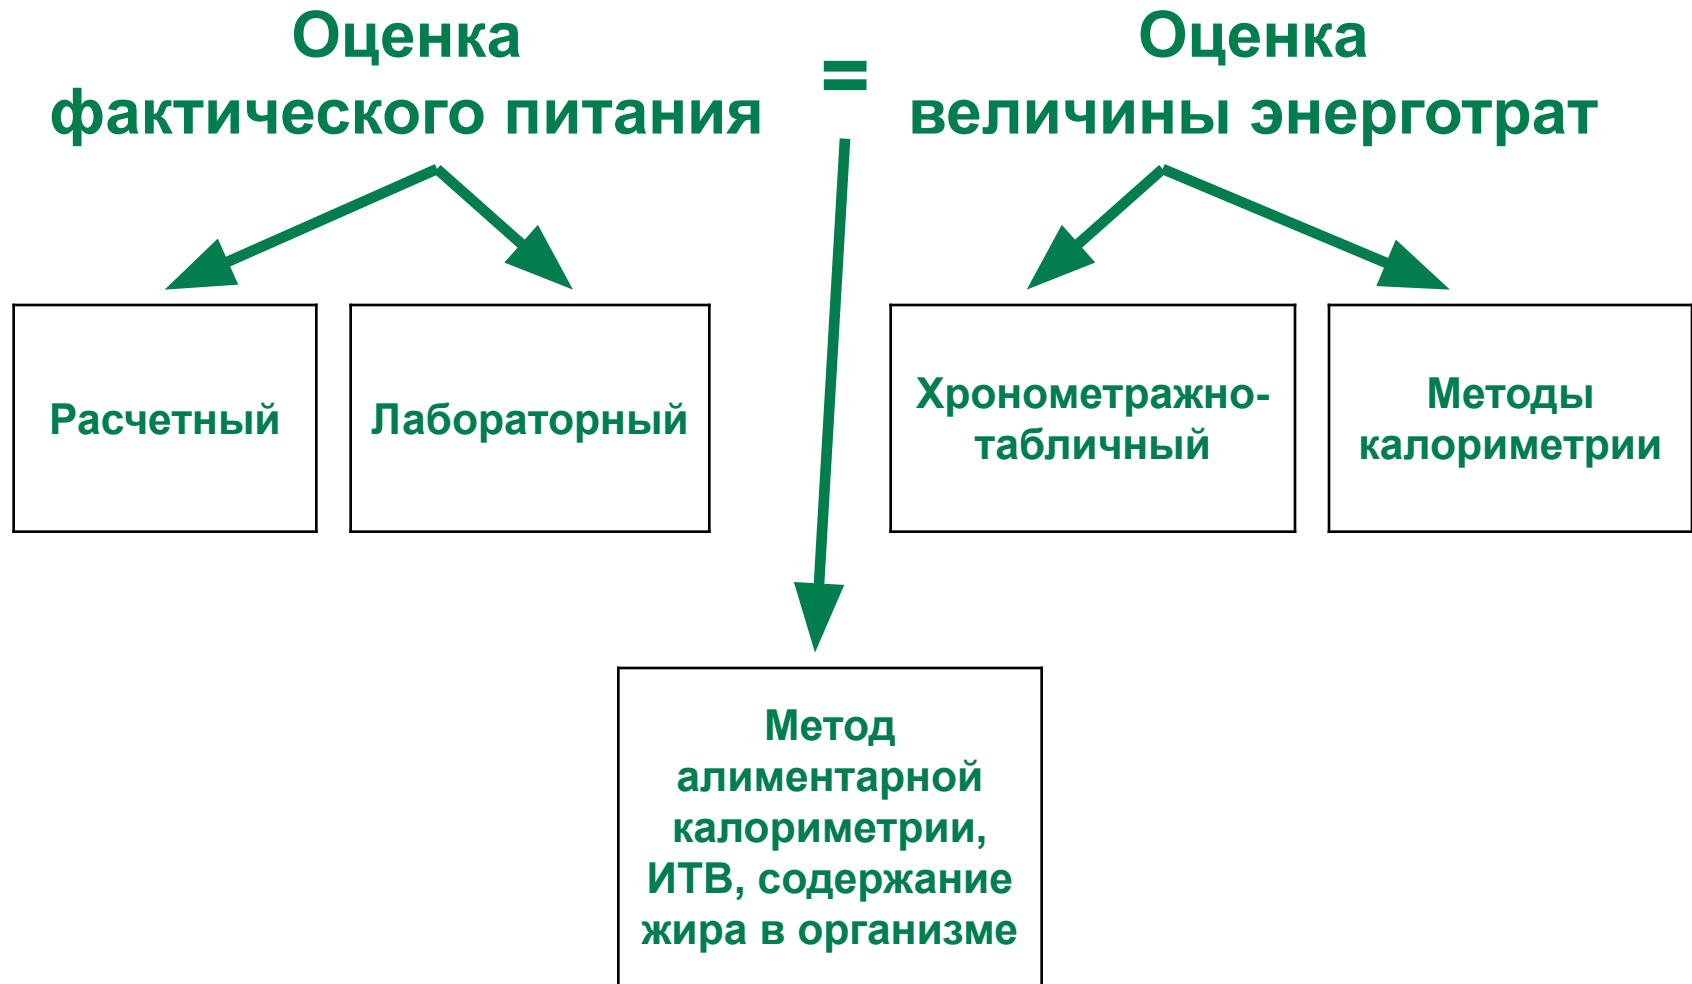 Оценка
фактического питания
=
Оценка
величины энерготрат
Расчетный
Лабораторный
Хронометражно-
табличный
Методы
калориметрии
Метод
алиментарной
калориметрии,
ИТВ, содержание
жира в организме